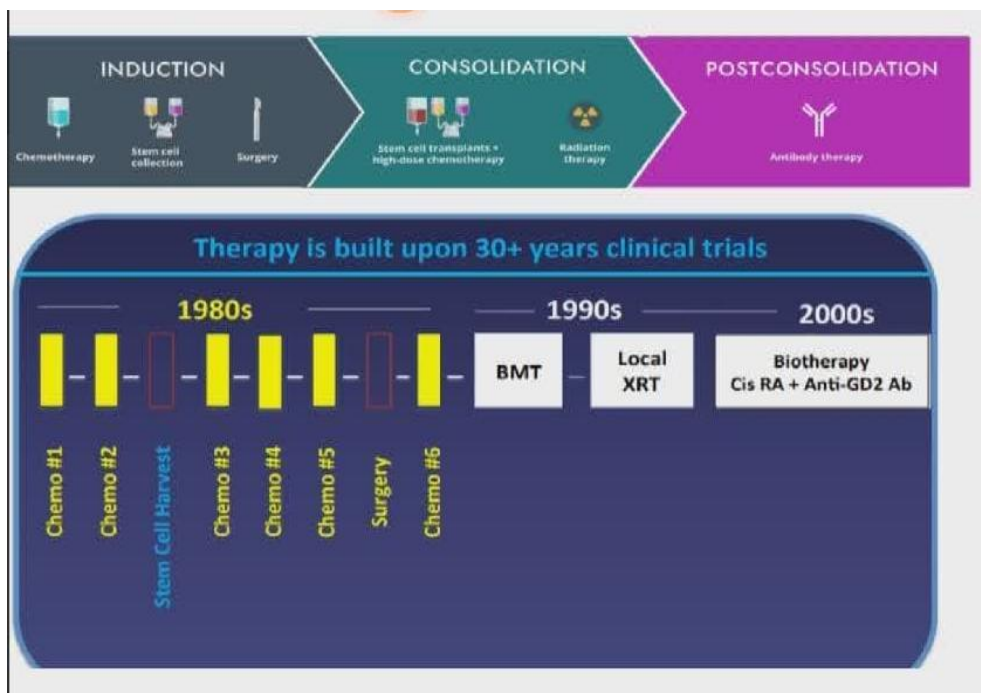 INDUCTION
Chemotherapy
Stem cell
collection
Surgery
CONSOLIDATION
Stem cell transplants +
high-dose chemotherapy
Radiation
therapy
POSTCONSOLIDATION
Antibody therapy
Therapy is built upon 30+ years clinical trials
1980s
1990s
2000s
BMT
Local
XRT
Biotherapy
Cis RA + Anti-GD2 Ab
Chemo #1
Chemo #2
Stem Cell Harvest
Chemo #3
Chemo #4
Chemo #5
Surgery
Chemo #6